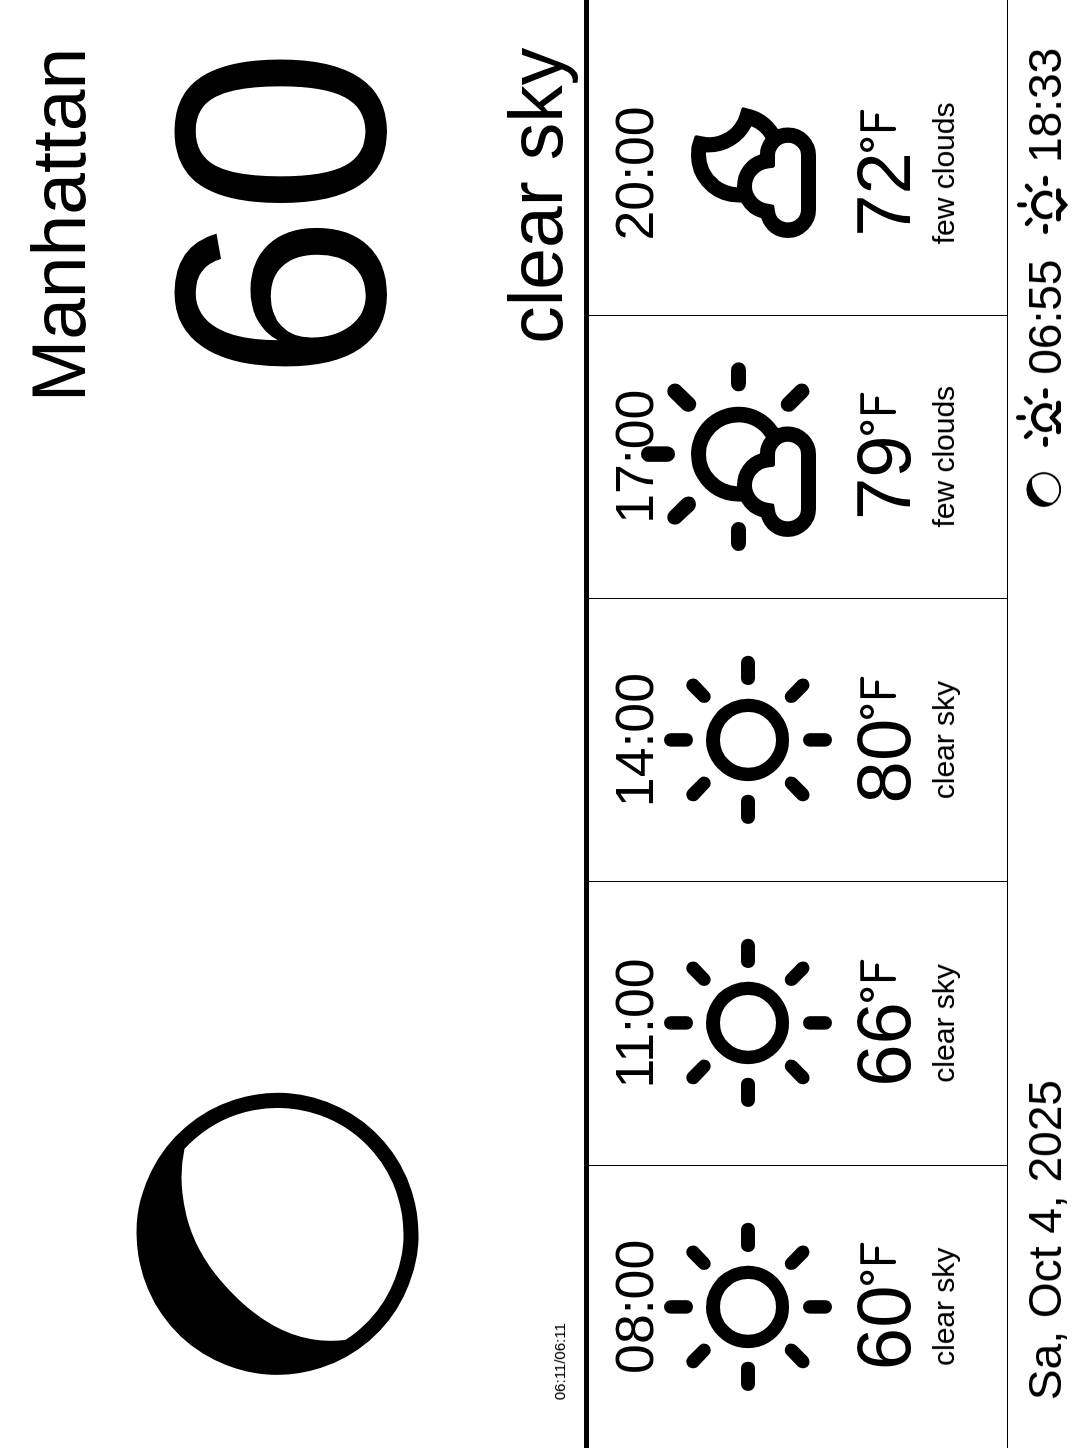 Manhattan
60
clear sky
06:11/06:11
08:00
60°F
clear sky
11:00
66°F
clear sky
14:00
80°F
clear sky
17:00
79°F
few clouds
20:00
72°F
few clouds
Sa, Oct 4, 2025
06:55
18:33